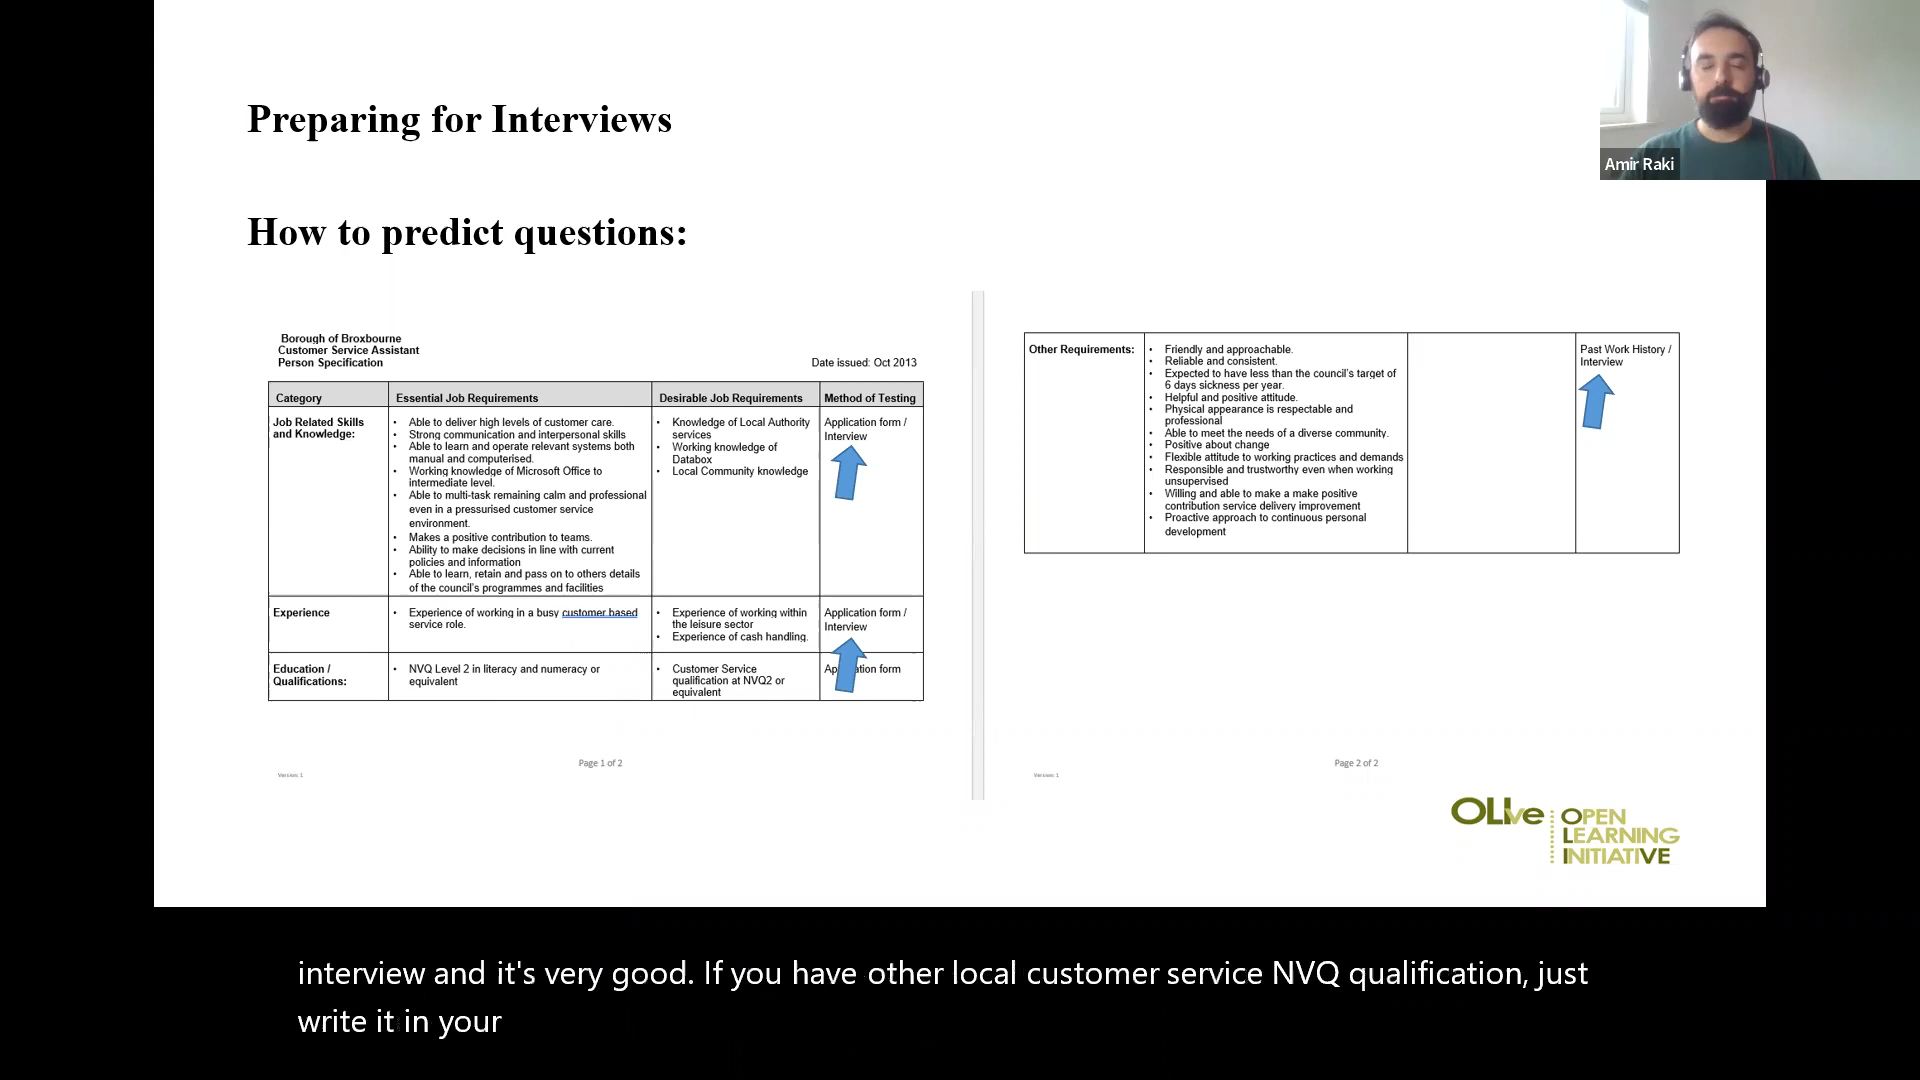 Preparing for Interviews
Amir Raki
How to predict questions:
Borough of Broxbourne
Customer Service Assistant
Person Specification
Date issued: Oct 2013
Category
Essential Job Requirements
Desirable Job Requirements
Method of Testing
Job Related Skills
and Knowledge:
• Able to deliver high levels of customer care.
• Strong communication and interpersonal skills
• Able to learn and operate relevant systems both
manual and computerised.
• Working knowledge of Microsoft Office to
intermediate level.
• Able to multi-task remaining calm and professional
even in a pressurised customer service
environment.
• Makes a positive contribution to teams.
• Ability to make decisions in line with current
policies and information
• Able to learn, retain and pass on to others details
of the council's programmes and facilities
• Knowledge of Local Authority
services
• Working knowledge of
Databox
• Local Community knowledge
Application form /
Interview
Experience
• Experience of working in a busy customer based
service role.
• Experience of working within
the leisure sector
• Experience of cash handling.
Application form /
Interview
Education /
Qualifications:
• NVQ Level 2 in literacy and numeracy or
equivalent
• Customer Service
qualification at NVQ2 or
equivalent
form
Page 1 of 2
Version 1
Other Requirements:
• Friendly and approachable.
• Reliable and consistent.
• Expected to have less than the council's target of
6 days sickness per year.
• Helpful and positive attitude.
• Physical appearance is respectable and
professional
• Able to meet the needs of a diverse community.
• Positive about change
• Flexible attitude to working practices and demands
• Responsible and trustworthy even when working
unsupervised
• Willing and able to make a make positive
contribution service delivery improvement
• Proactive approach to continuous personal
development
Past Work History /
Interview
Page 2 of 2
Version 1
OLIve
OPEN
LEARNING
INITIATIVE
interview and it's very good. If you have other local customer service NVQ qualification, just
write it in your